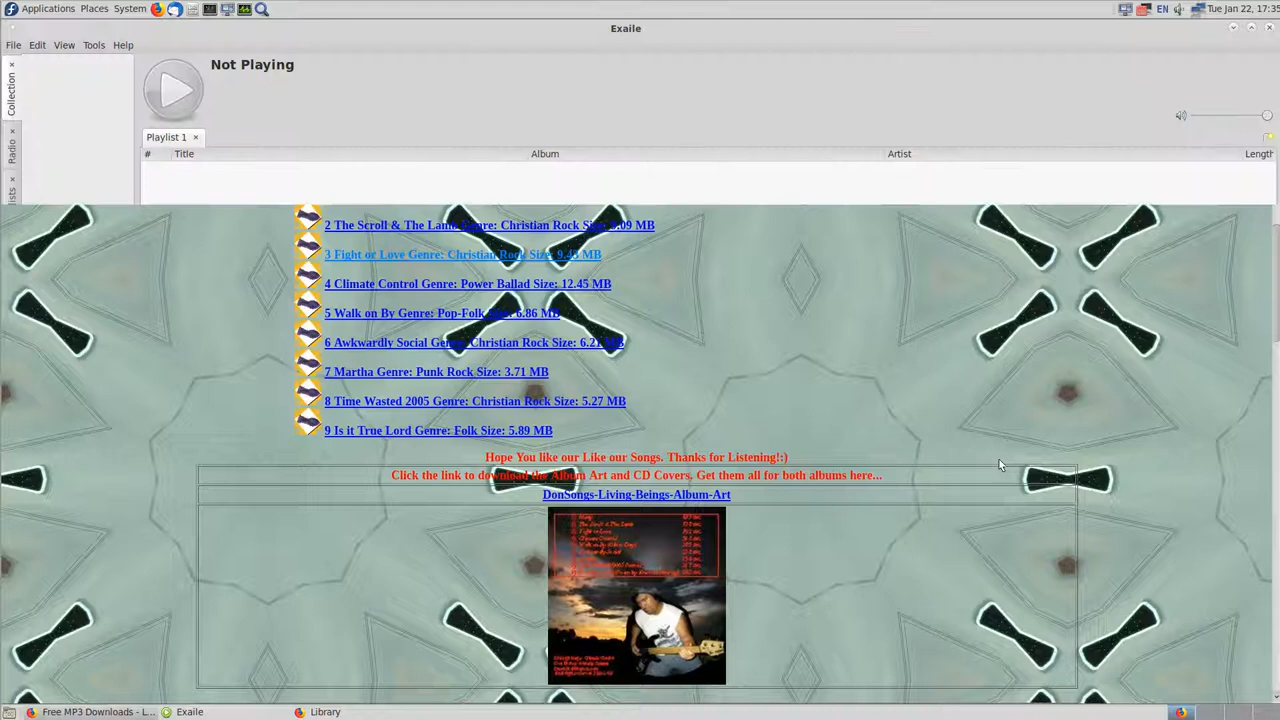 Applications Places System EN Tue Jan 22, 17:35
Exaile
File Edit View Tools Help
Collection
Radio
Not Playing
Playlist 1
# Title Album Artist Length
2 The Scroll & The Lamb Genre: Christian Rock Size: 9.09 MB
3 Fight or Love Genre: Christian Rock Size: 9.43 MB
4 Climate Control Genre: Power Ballad Size: 12.45 MB
5 Walk on By Genre: Pop-Folk Size: 6.86 MB
6 Awkwardly Social Genre: Christian Rock Size: 6.21 MB
7 Martha Genre: Punk Rock Size: 3.71 MB
8 Time Wasted 2005 Genre: Christian Rock Size: 5.27 MB
9 Is it True Lord Genre: Folk Size: 5.89 MB
Hope You like our Like our Songs. Thanks for Listening!:)
Click the link to download the Album Art and CD Covers. Get them all for both albums here...
DonSongs-Living-Beings-Album-Art
Free MP3 Downloads - L... Exaile Library